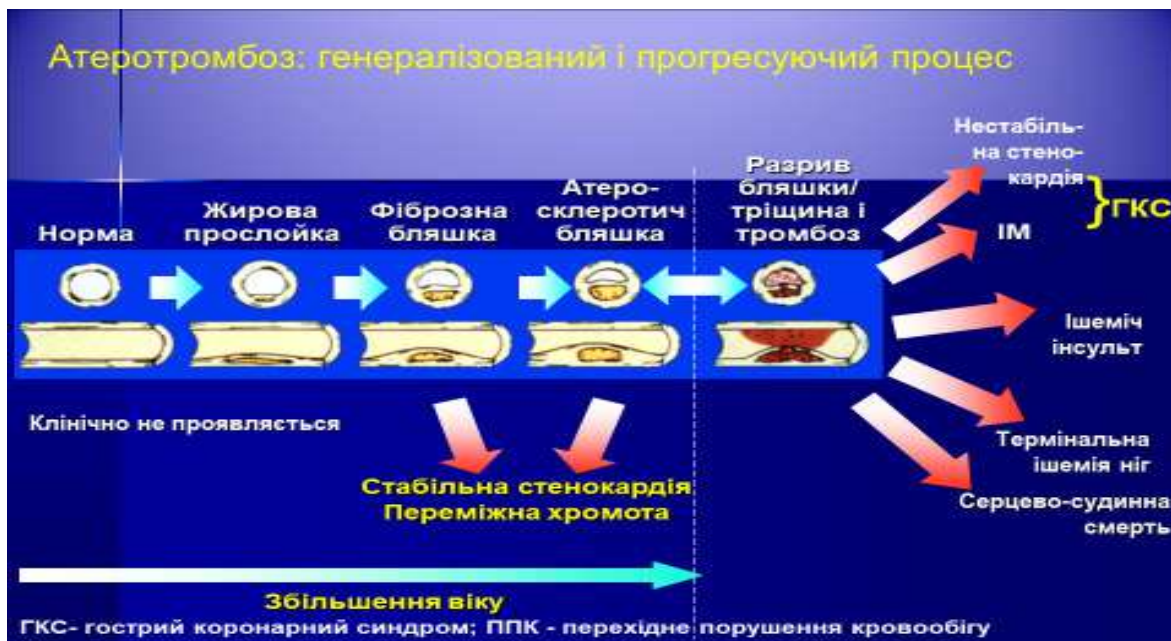 Атеротромбоз: генералізований і прогресуючий процес
Норма
Жирова
прослойка
Фіброзна
бляшка
Атеро-
склеротич
бляшка
Разрив
бляшки/
тріщина і
тромбоз
Нестабіль-
на стено-
кардія
ІМ
}ГКС
Ішеміч
інсульт
Термінальна
ішемія ніг
Серцево-судинна
смерть
Клінічно не проявляється
Стабільна стенокардія
Переміжна хромота
Збільшення віку
ГКС- гострий коронарний синдром; ППК - перехідне порушення кровообігу